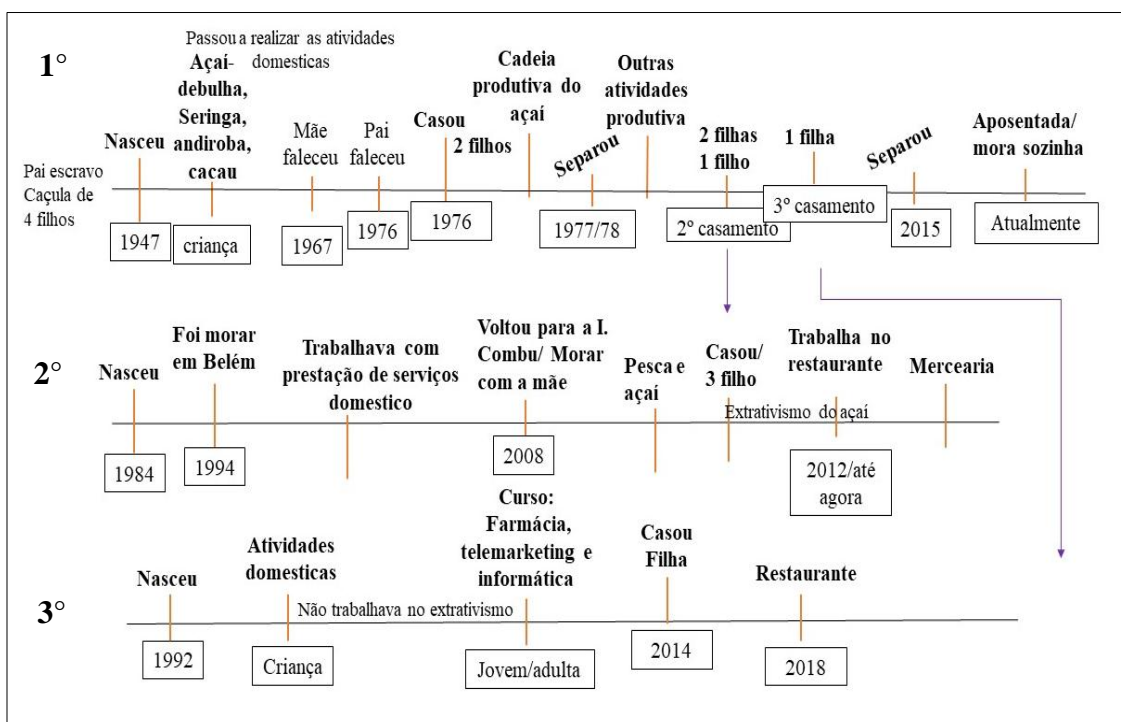 1°
Passou a realizar as atividades
domesticas
Açaí-
debulha,
Seringa,
andiroba,
cacau
Nasceu
Mãe
faleceu
Pai
faleceu
Casou
2 filhos
Cadeia
produtiva do
açaí
Separou
Outras
atividades
produtiva
2 filhas
1 filho
1 filha
Separou
Aposentada/
mora sozinha
Pai escravo
Caçula de
4 filhos
1947
criança
1967
1976
1976
1977/78
2º casamento
3º casamento
2015
Atualmente
2°
Nasceu
Foi morar
em Belém
Trabalhava com
prestação de serviços
domestico
Voltou para a I.
Combu/ Morar
com a mãe
Pesca e
açaí
Casou/
3 filho
Trabalha no
restaurante
Mercearia
Extrativismo do açaí
1984
1994
2008
2012/até
agora
3°
Nasceu
Atividades
domesticas
Não trabalhava no extrativismo
Curso:
Farmácia,
telemarketing e
informática
Casou
Filha
Restaurante
1992
Criança
Jovem/adulta
2014
2018